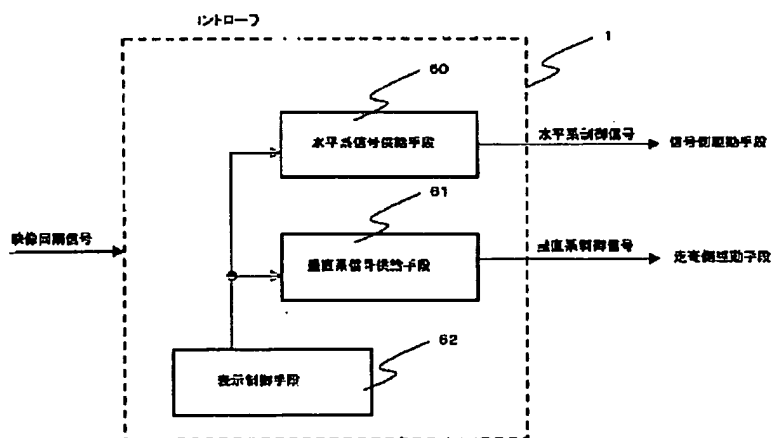 コントローラ
1
60
水平系信号供給手段
水平系制御信号
信号側駆動手段
61
映像同期信号
垂直系信号供給手段
垂直系制御信号
走査側駆動手段
62
表示制御手段